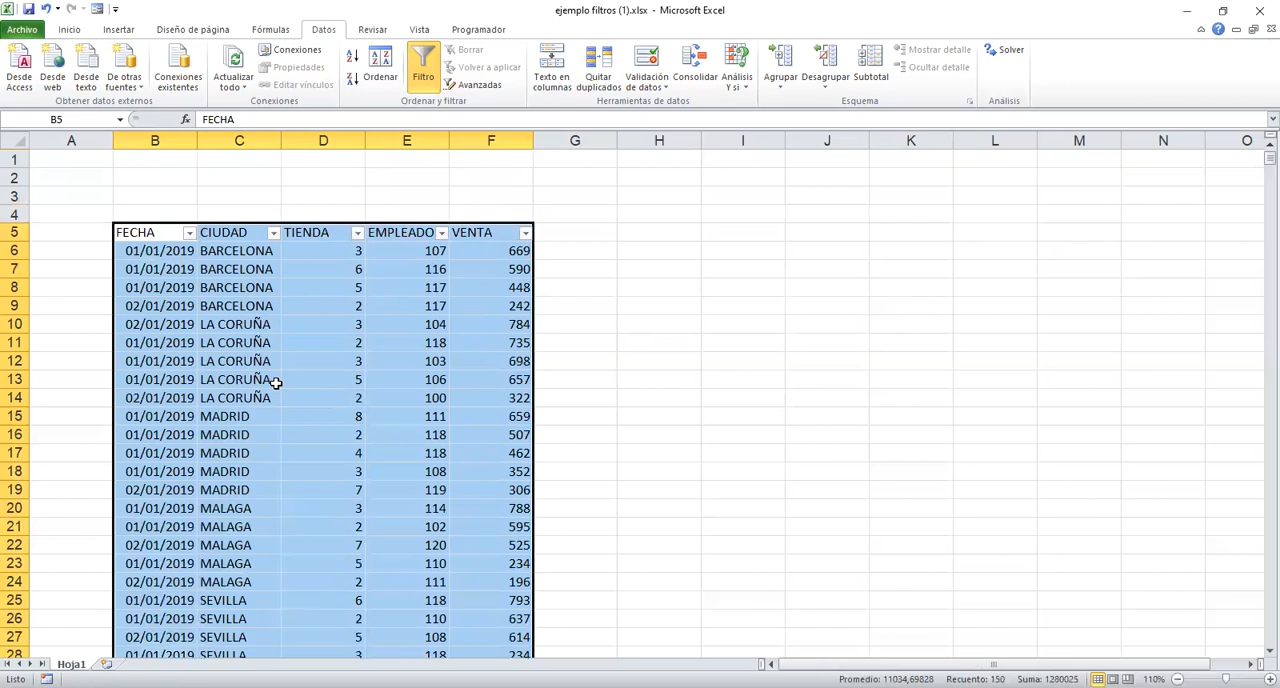 ejemplo filtros (1).xlsx - Microsoft Excel
Archivo Inicio Insertar Diseño de página Fórmulas Datos Revisar Vista Programador
Desde Access Desde web Desde texto De otras fuentes Conexiones existentes
Obtener datos externos
Actualizar todo Conexiones Propiedades Editar vínculos
Conexiones
Ordenar Filtro Borrar Volver a aplicar Avanzadas
Ordenar y filtrar
Texto en columnas Quitar duplicados Validación de datos Consolidar Análisis Y si
Herramientas de datos
Agrupar Desagrupar Subtotal Mostrar detalle Ocultar detalle
Esquema
Solver
Análisis
B5 fx FECHA
A B C D E F G H I J K L M N O
1
2
3
4
5 FECHA CIUDAD TIENDA EMPLEADO VENTA
6 01/01/2019 BARCELONA 3 107 669
7 01/01/2019 BARCELONA 6 116 590
8 01/01/2019 BARCELONA 5 117 448
9 02/01/2019 BARCELONA 2 117 242
10 02/01/2019 LA CORUÑA 3 104 784
11 01/01/2019 LA CORUÑA 2 118 735
12 01/01/2019 LA CORUÑA 3 103 698
13 01/01/2019 LA CORUÑA 5 106 657
14 02/01/2019 LA CORUÑA 2 100 322
15 01/01/2019 MADRID 8 111 659
16 01/01/2019 MADRID 2 118 507
17 01/01/2019 MADRID 4 118 462
18 01/01/2019 MADRID 3 108 352
19 02/01/2019 MADRID 7 119 306
20 01/01/2019 MALAGA 3 114 788
21 01/01/2019 MALAGA 2 102 595
22 02/01/2019 MALAGA 7 120 525
23 01/01/2019 MALAGA 5 110 234
24 02/01/2019 MALAGA 2 111 196
25 01/01/2019 SEVILLA 6 118 793
26 01/01/2019 SEVILLA 2 110 637
27 02/01/2019 SEVILLA 5 108 614
28 01/01/2019 SEVILLA 3 118 234
Hoja1
Listo Promedio: 11034,69828 Recuento: 150 Suma: 1280025 110%